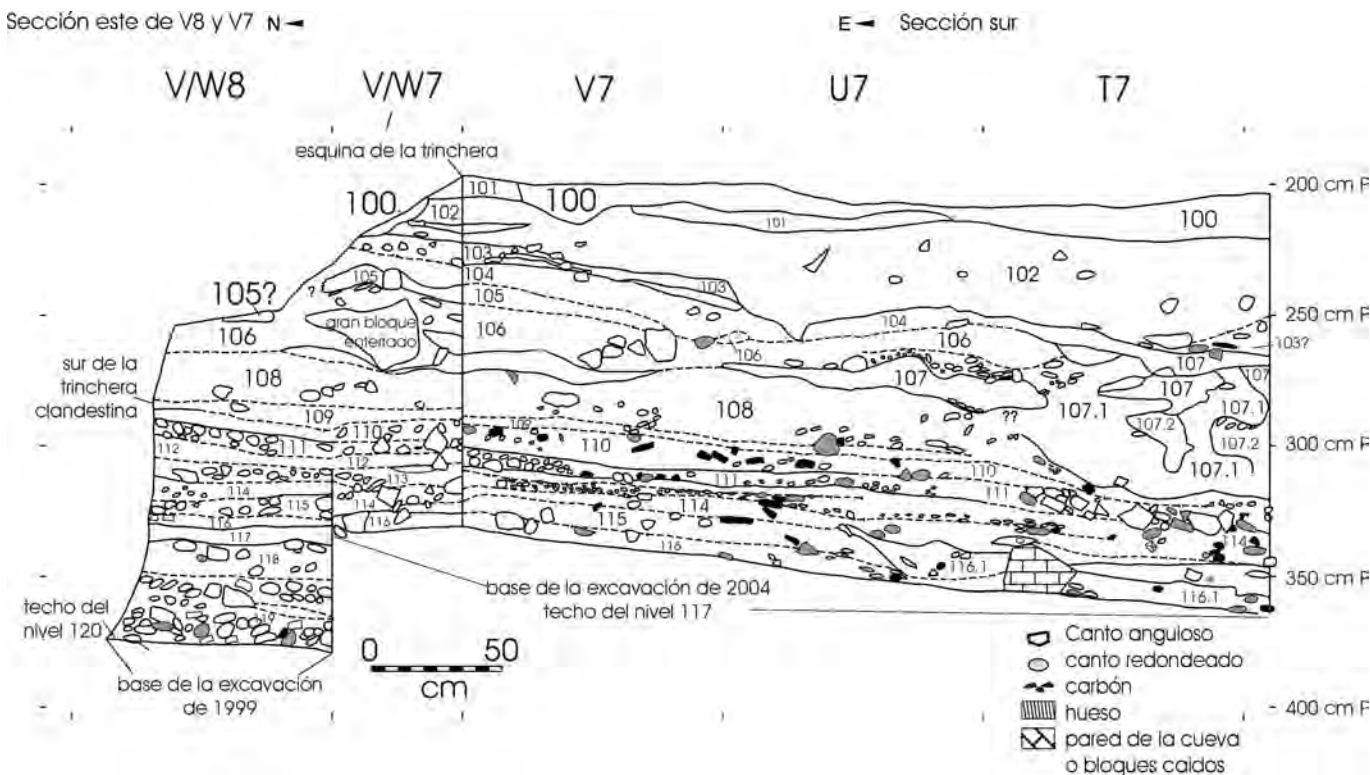 Sección este de V8 y V7 N
E Sección sur
V/W8 V/W7 V7 U7 T7
esquina de la trinchera
200 cm P
101
100 100 100
102
101
103
102
104
103
105
105
105?
250 cm P
104
106 106 106
106
gran bloque
enterrado
103?
107
107
107
107
sur de la
trinchera
clandestina
108 108
107.1
107.1
??
107.2
107.2
109
109
110 110 110
300 cm P
107.1
111
112
112
111
111
113
114
114
114
114
115
115
116
116
116
117
118
116.1
116.1
350 cm P
119
base de la excavación de 2004
techo del nivel 117
techo del
nivel 120
0 50
cm
base de la excavación
de 1999
Canto anguloso
canto redondeado
carbón
hueso
pared de la cueva
o bloques caidos
400 cm P